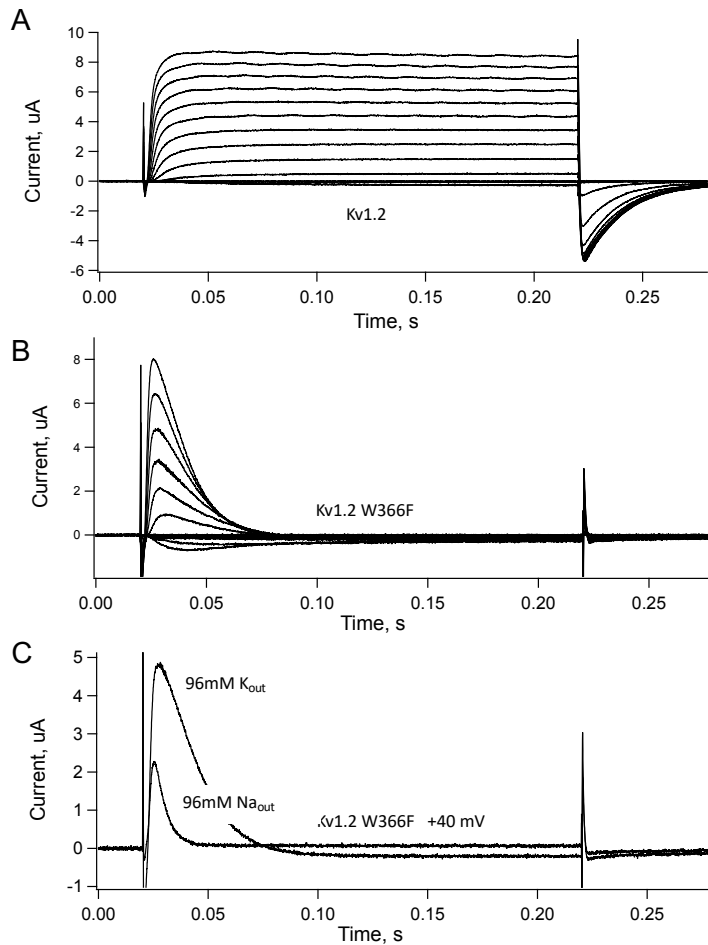 A
10
8
6
4
2
0
-2
-4
-6
Current, uA
Kv1.2
0.00 0.05 0.10 0.15 0.20 0.25
Time, s
B
8
6
4
2
0
Current, uA
Kv1.2 W366F
0.00 0.05 0.10 0.15 0.20 0.25
Time, s
C
5
4
3
2
1
0
-1
Current, uA
96mM Kout
96mM Naout
Kv1.2 W366F +40 mV
0.00 0.05 0.10 0.15 0.20 0.25
Time, s